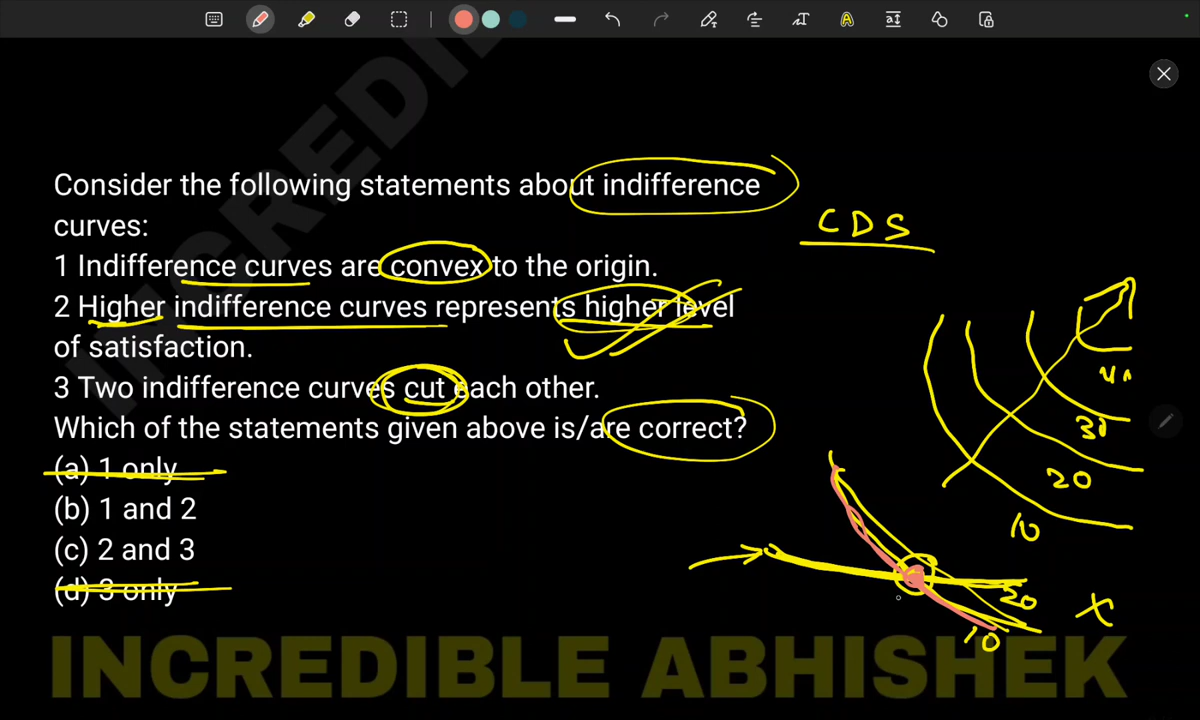 INCREDIBLE
Consider the following statements about indifference
curves:
CDS
1 Indifference curves are convex to the origin.
2 Higher indifference curves represents higher level
of satisfaction.
3 Two indifference curves cut each other.
Which of the statements given above is/are correct?
(a) 1 only
(b) 1 and 2
(c) 2 and 3
(d) 3 only
30
20
10
20
10
X
INCREDIBLE ABHISHEK